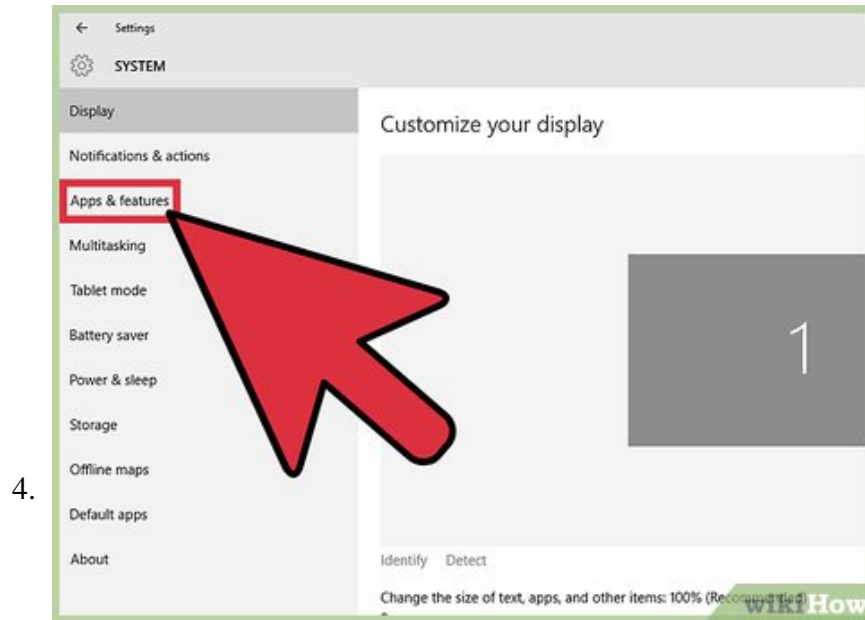 ← Settings
SYSTEM
Display
Notifications & actions
Apps & features
Multitasking
Tablet mode
Battery saver
Power & sleep
Storage
Offline maps
Default apps
About
Customize your display
1
Identify Detect
Change the size of text, apps, and other items: 100% (Recommended)
wikiHow
4.